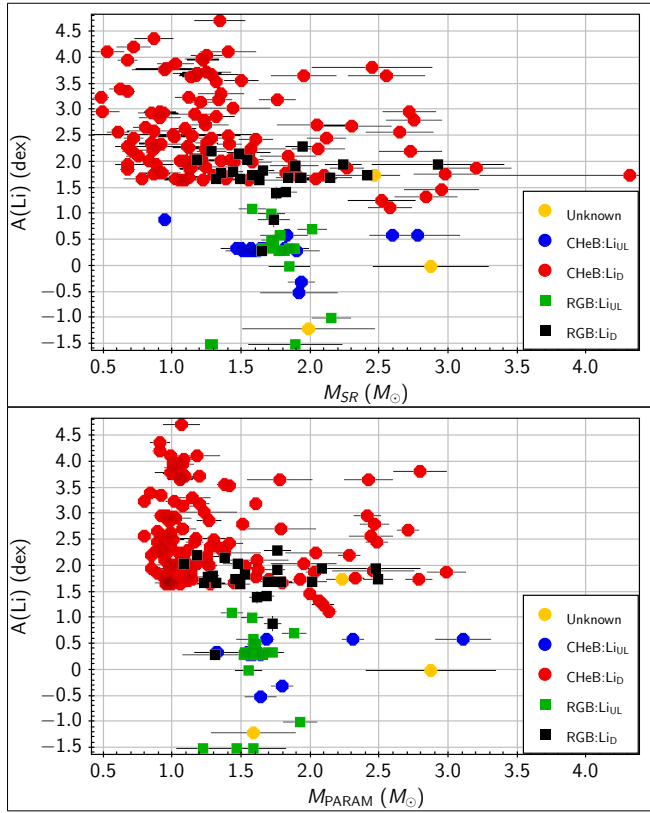 4.5
4.0
3.5
3.0
2.5
2.0
1.5
1.0
0.5
0
−0.5
−1.0
−1.5
A(Li) (dex)
Unknown
CHeB:Li_UL
CHeB:Li_D
RGB:Li_UL
RGB:Li_D
0.5 1.0 1.5 2.0 2.5 3.0 3.5 4.0
M_SR (M_☉)
4.5
4.0
3.5
3.0
2.5
2.0
1.5
1.0
0.5
0
−0.5
−1.0
−1.5
A(Li) (dex)
Unknown
CHeB:Li_UL
CHeB:Li_D
RGB:Li_UL
RGB:Li_D
0.5 1.0 1.5 2.0 2.5 3.0 3.5 4.0
M_PARAM (M_☉)